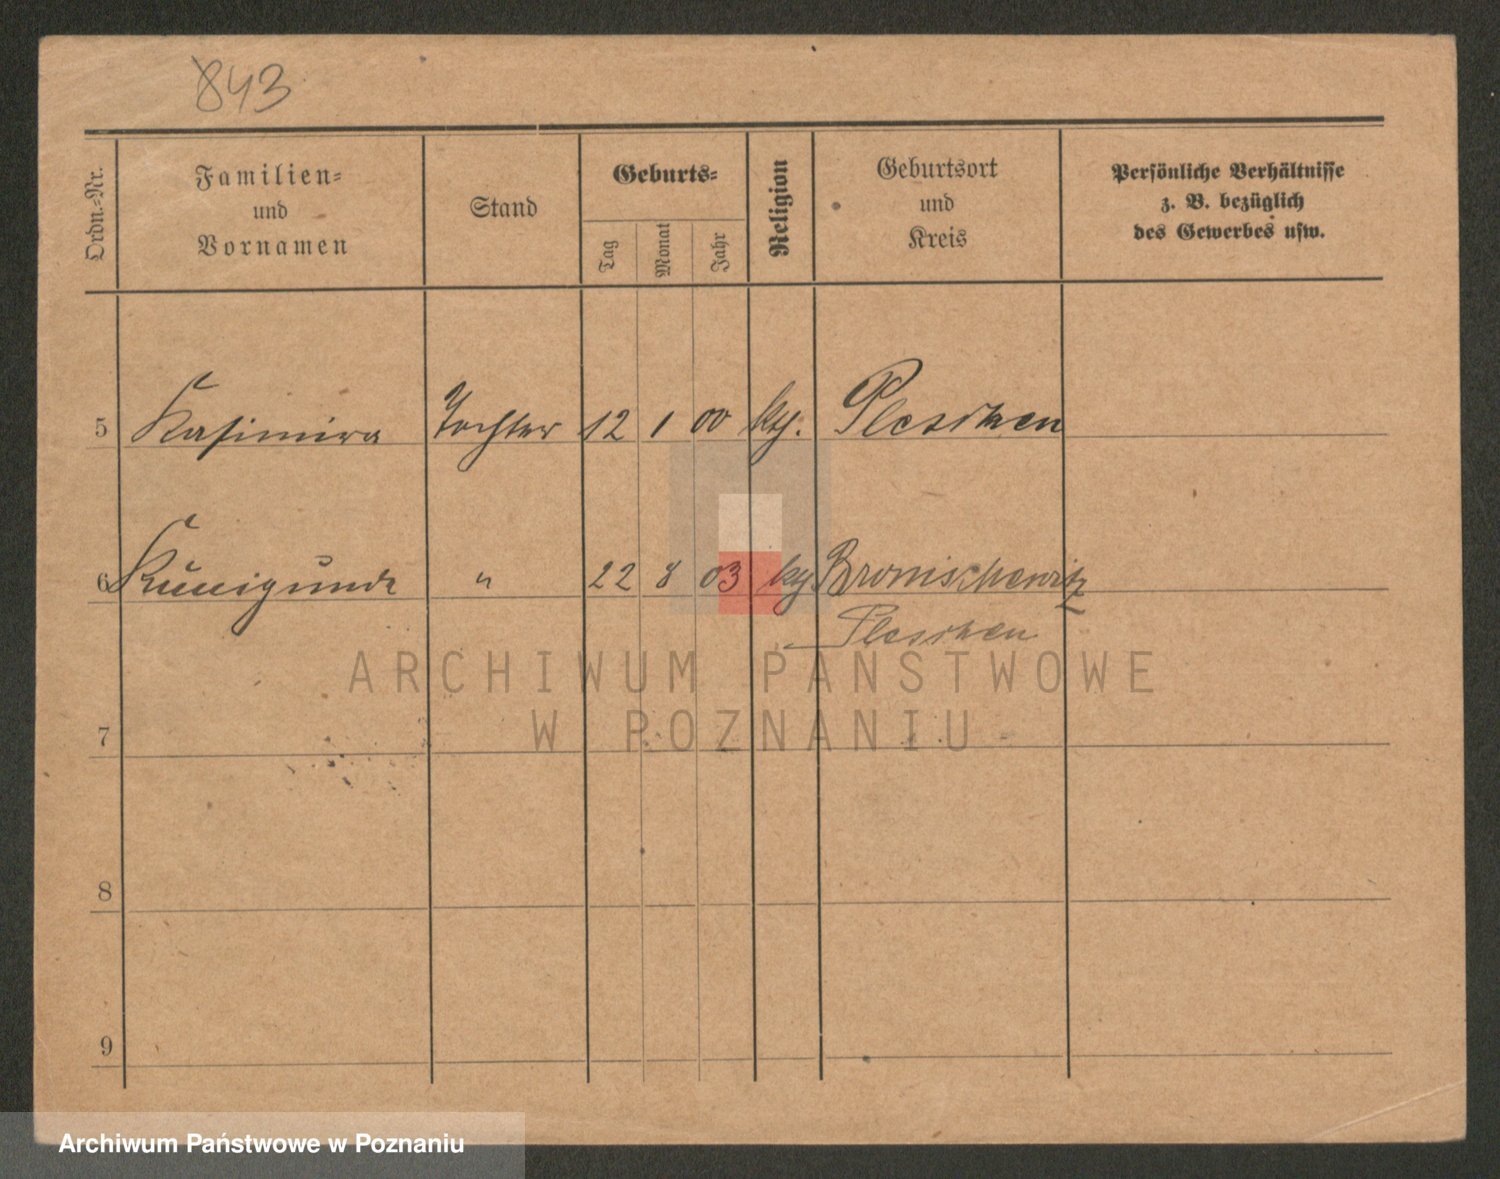 843
Ordn.-Nr.
Familien-
und
Vornamen
Stand
Geburts-
Tag
Monat
Jahr
Religion
Geburtsort
und
Kreis
Persönliche Verhältnisse
z. B. bezüglich
des Gewerbes usw.
5 Kasimira Tochter 12 1 00 kth. Pleschen
6 Kunigunde " 22 8 03 kth Bronischewitz
Pleschen
7
8
9
ARCHIWUM PAŃSTWOWE
W POZNANIU
Archiwum Państwowe w Poznaniu